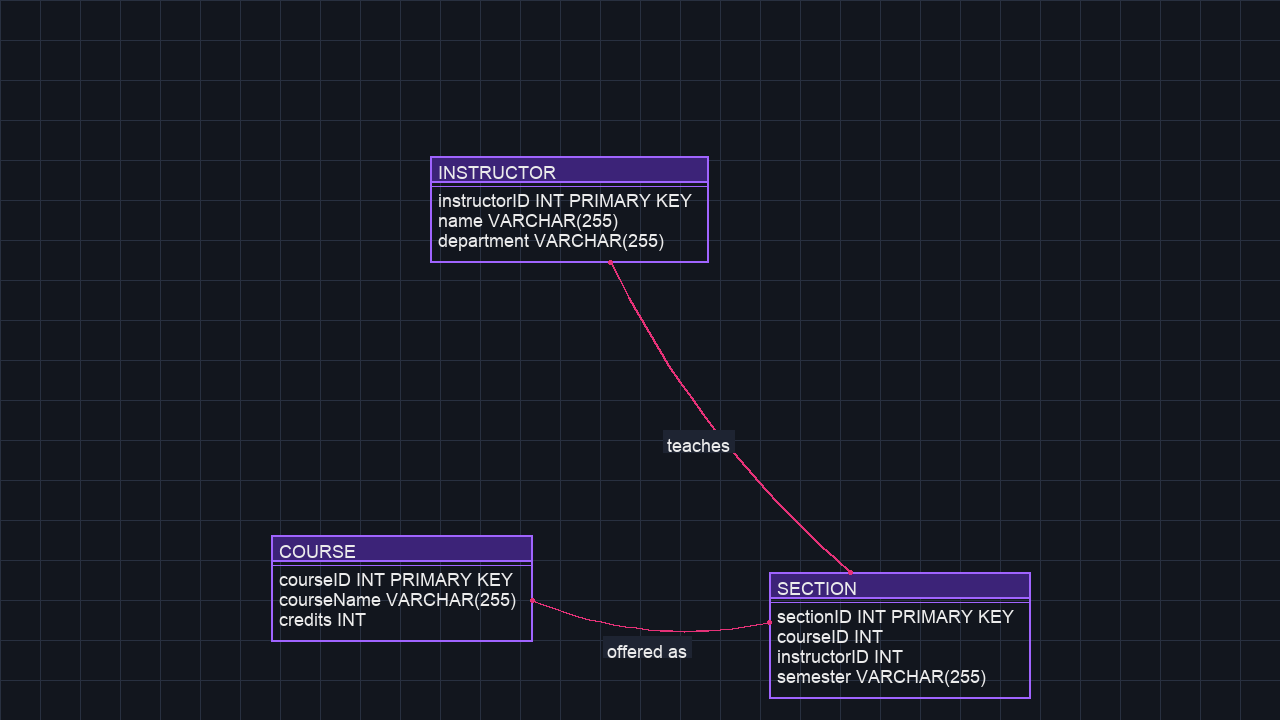 INSTRUCTOR
instructorID INT PRIMARY KEY
name VARCHAR(255)
department VARCHAR(255)
teaches
COURSE
courseID INT PRIMARY KEY
courseName VARCHAR(255)
credits INT
offered as
SECTION
sectionID INT PRIMARY KEY
courseID INT
instructorID INT
semester VARCHAR(255)